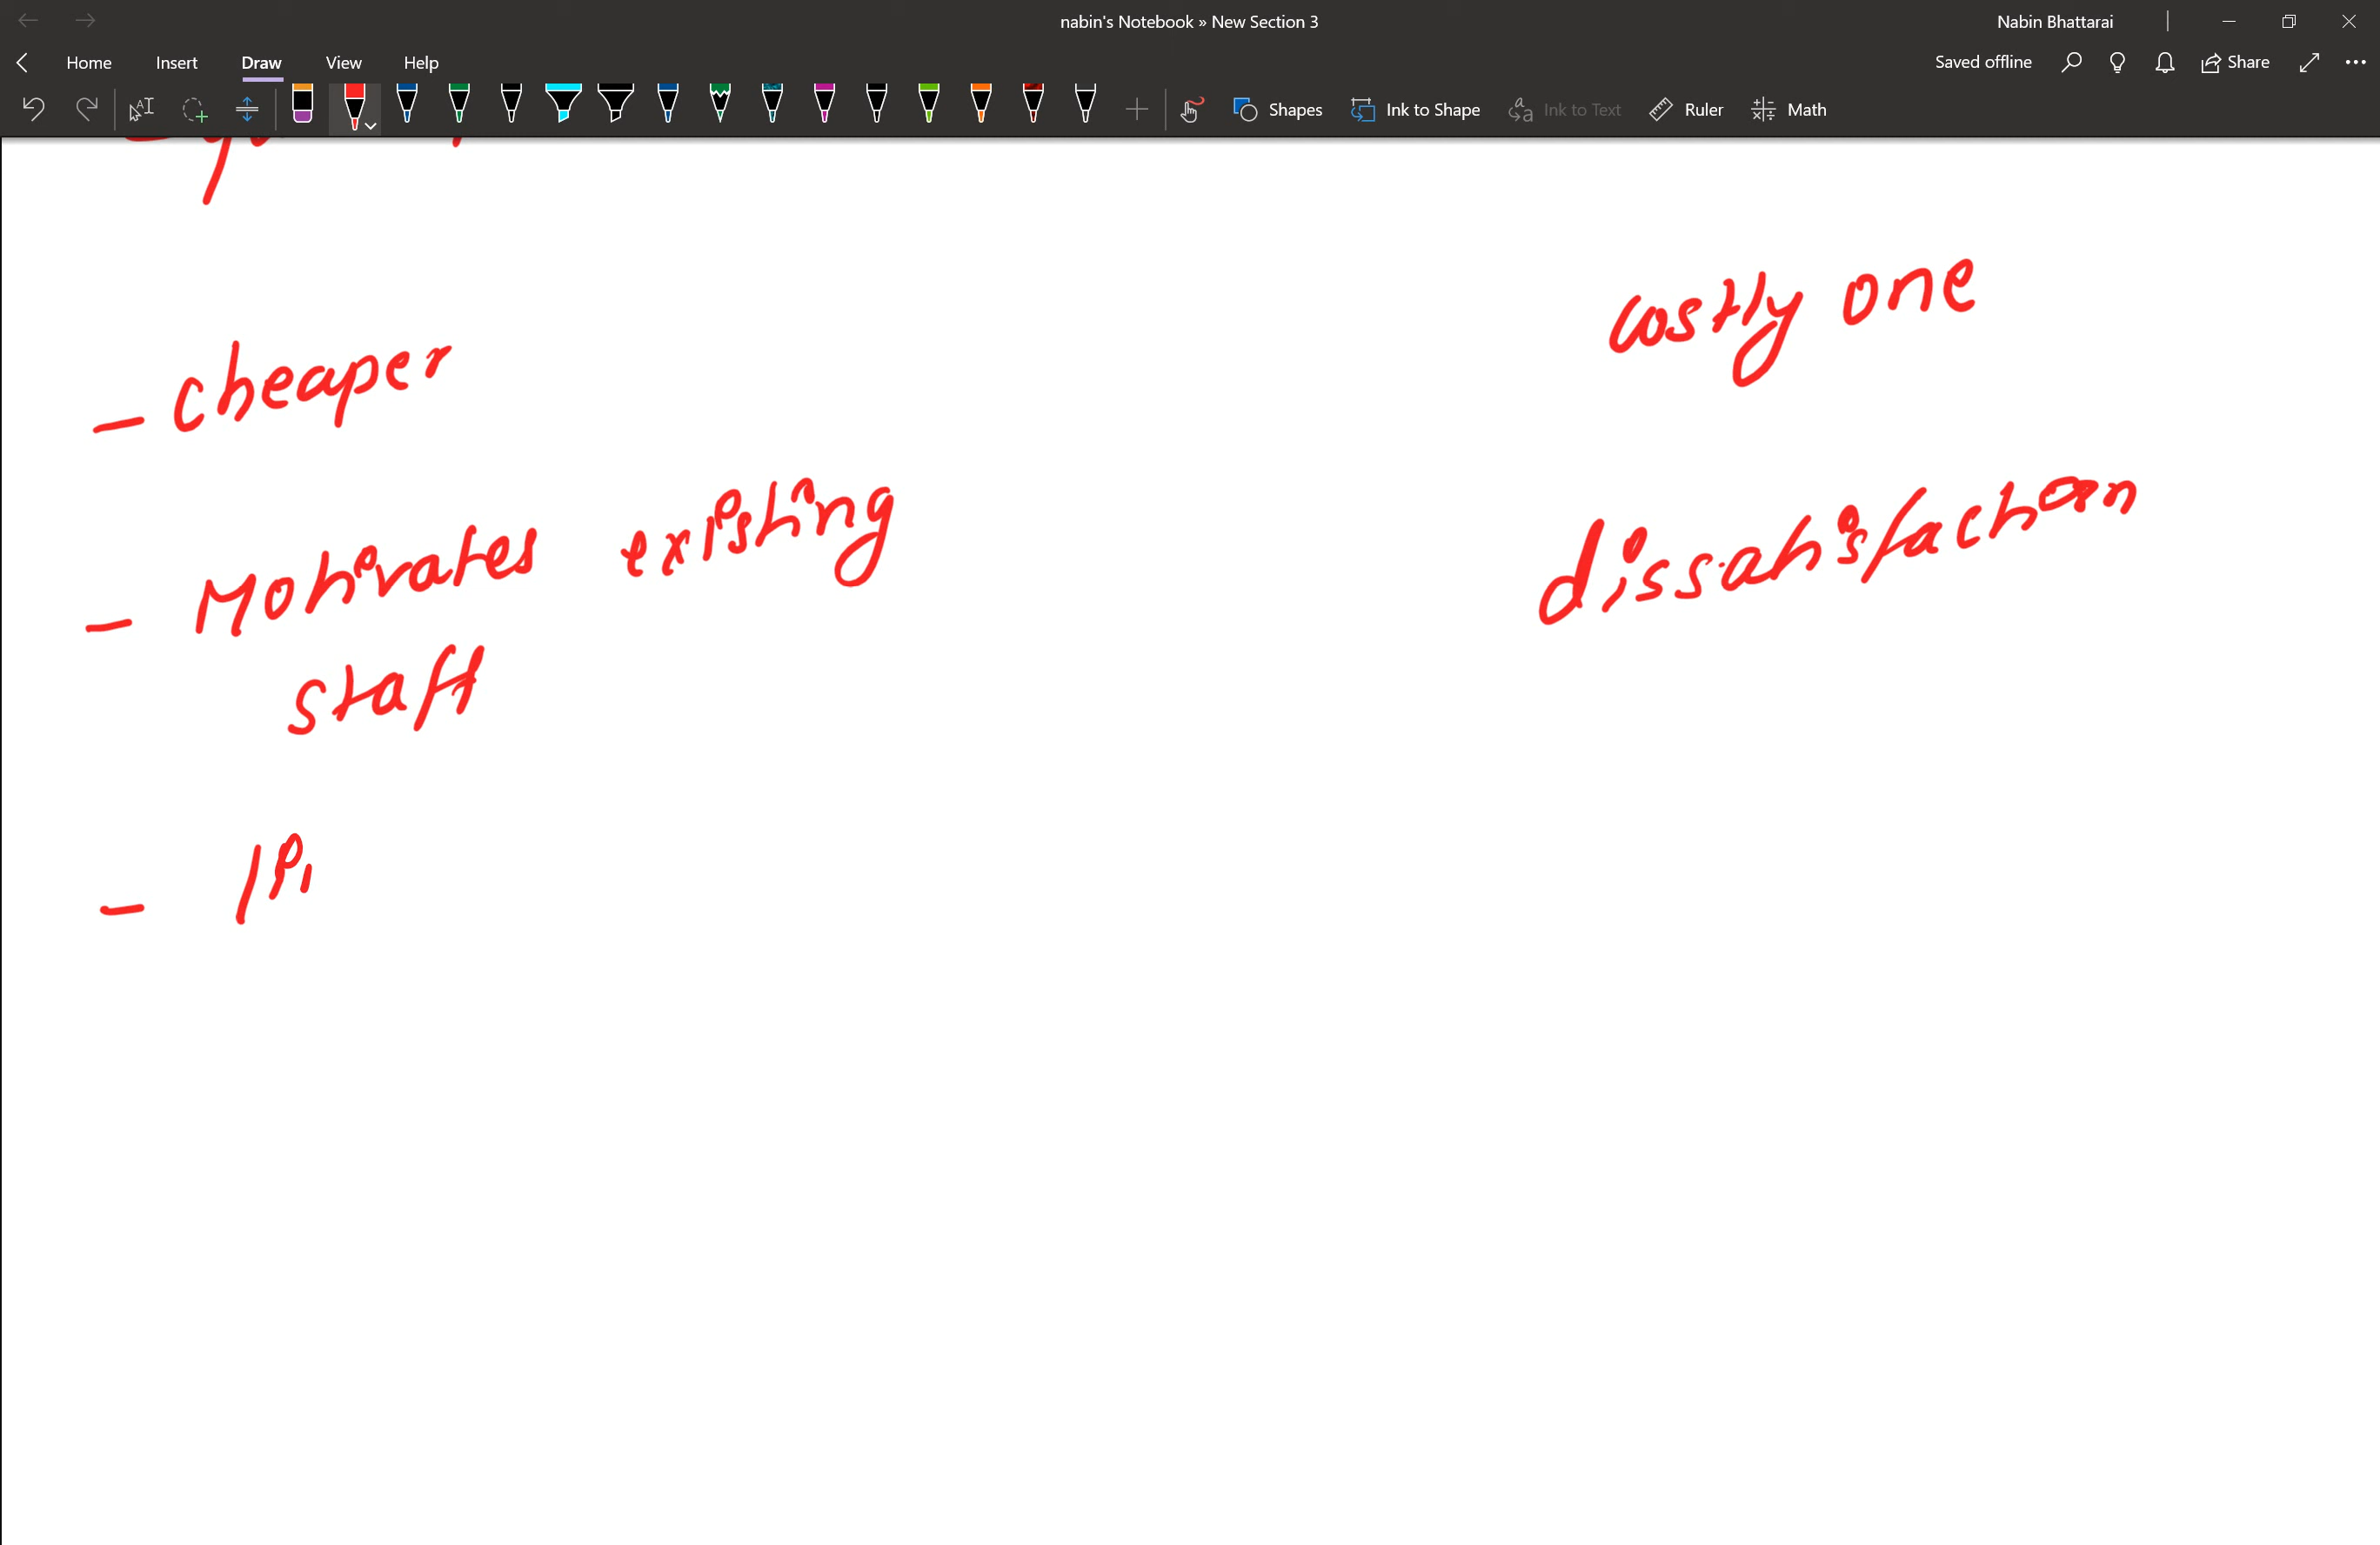 nabin's Notebook » New Section 3
Nabin Bhattarai
Home Insert Draw View Help
Saved offline
Share
Shapes Ink to Shape Ink to Text Ruler Math
costly one
- cheaper
- Motivates existing
dissatisfaction
staff
-